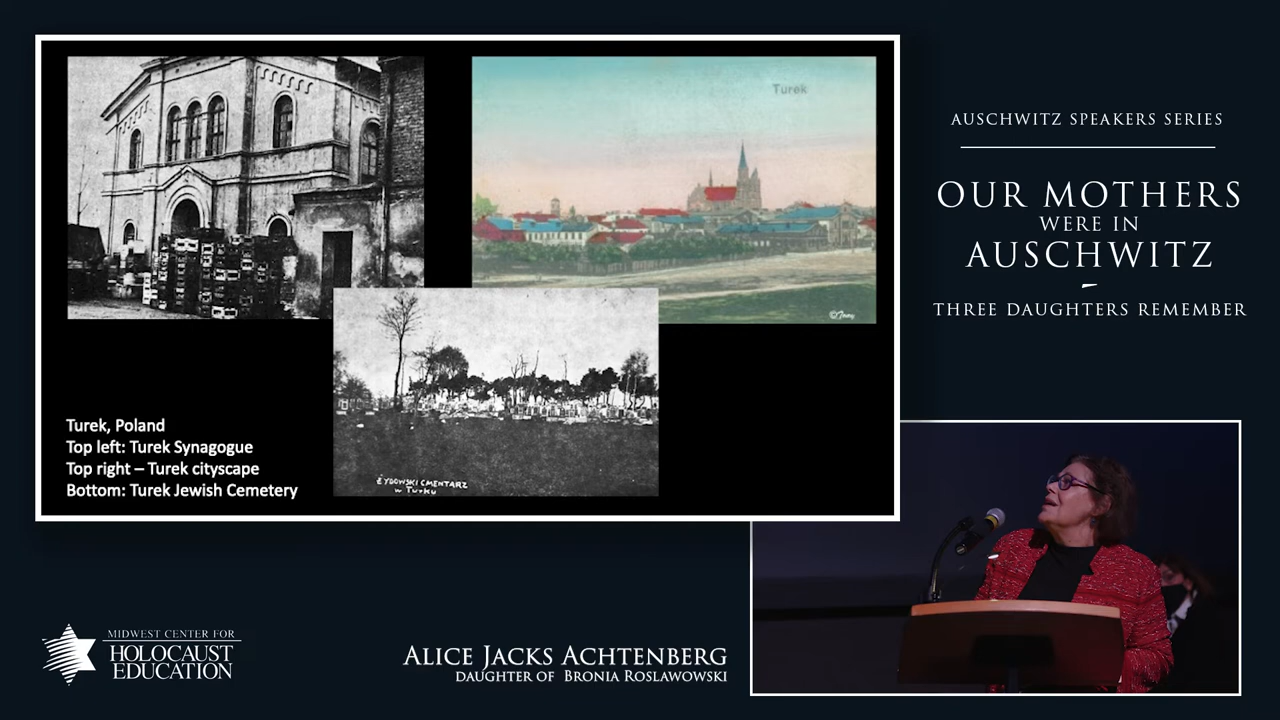 Turek
Turek, Poland
Top left: Turek Synagogue
Top right – Turek cityscape
Bottom: Turek Jewish Cemetery
ŻYDOWSKI CMENTARZ
w Turku
AUSCHWITZ SPEAKERS SERIES
OUR MOTHERS
WERE IN
AUSCHWITZ
–
THREE DAUGHTERS REMEMBER
MIDWEST CENTER FOR
HOLOCAUST
EDUCATION
ALICE JACKS ACHTENBERG
DAUGHTER OF BRONIA ROSLAWOWSKI